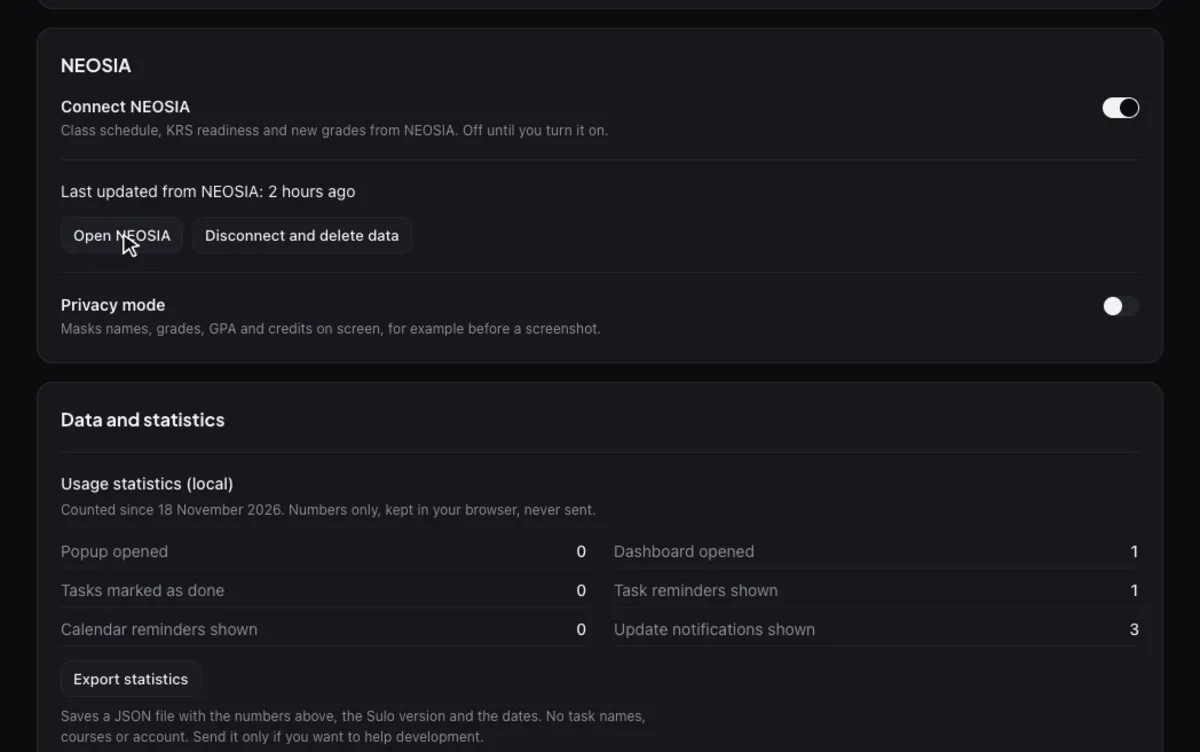 NEOSIA
Connect NEOSIA
Class schedule, KRS readiness and new grades from NEOSIA. Off until you turn it on.
Last updated from NEOSIA: 2 hours ago
Open NEOSIA
Disconnect and delete data
Privacy mode
Masks names, grades, GPA and credits on screen, for example before a screenshot.
Data and statistics
Usage statistics (local)
Counted since 18 November 2026. Numbers only, kept in your browser, never sent.
Popup opened 0
Dashboard opened 1
Tasks marked as done 0
Task reminders shown 1
Calendar reminders shown 0
Update notifications shown 3
Export statistics
Saves a JSON file with the numbers above, the Sulo version and the dates. No task names,
courses or account. Send it only if you want to help development.